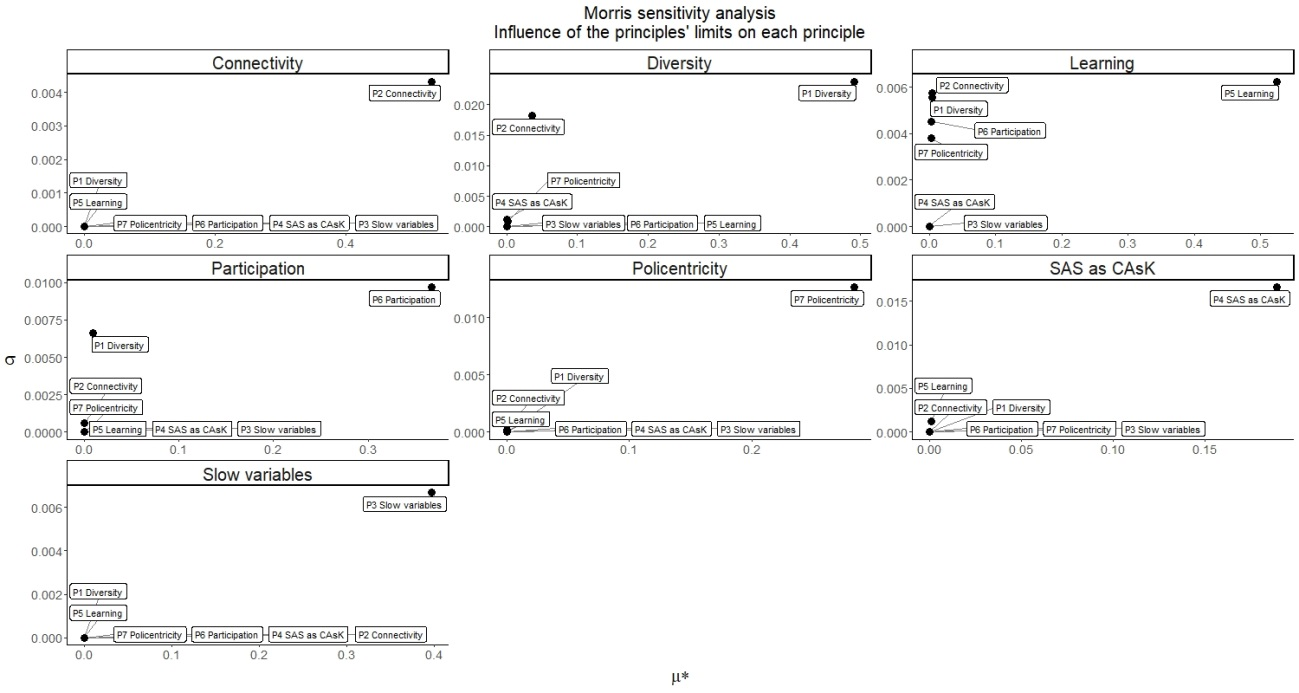 Morris sensitivity analysis
Influence of the principles' limits on each principle
Connectivity
0.004
0.003
0.002
0.001
0.000
P2 Connectivity
P1 Diversity
P5 Learning
P7 Policentricity
P6 Participation
P4 SAS as CAsK
P3 Slow variables
0.0
0.2
0.4
Diversity
0.020
0.015
0.010
0.005
0.000
P1 Diversity
P2 Connectivity
P7 Policentricity
P4 SAS as CAsK
P3 Slow variables
P6 Participation
P5 Learning
0.0
0.1
0.2
0.3
0.4
0.5
Learning
0.006
0.004
0.002
0.000
P2 Connectivity
P5 Learning
P1 Diversity
P6 Participation
P7 Policentricity
P4 SAS as CAsK
P3 Slow variables
0.0
0.1
0.2
0.3
0.4
0.5
Participation
0.0100
0.0075
0.0050
0.0025
0.0000
P6 Participation
P1 Diversity
P2 Connectivity
P7 Policentricity
P5 Learning
P4 SAS as CAsK
P3 Slow variables
0.0
0.1
0.2
0.3
Policentricity
0.010
0.005
0.000
P7 Policentricity
P1 Diversity
P2 Connectivity
P5 Learning
P6 Participation
P4 SAS as CAsK
P3 Slow variables
0.0
0.1
0.2
SAS as CAsK
0.015
0.010
0.005
0.000
P4 SAS as CAsK
P5 Learning
P2 Connectivity
P1 Diversity
P6 Participation
P7 Policentricity
P3 Slow variables
0.00
0.05
0.10
0.15
Slow variables
0.006
0.004
0.002
0.000
P3 Slow variables
P1 Diversity
P5 Learning
P7 Policentricity
P6 Participation
P4 SAS as CAsK
P2 Connectivity
0.0
0.1
0.2
0.3
0.4
σ
μ*